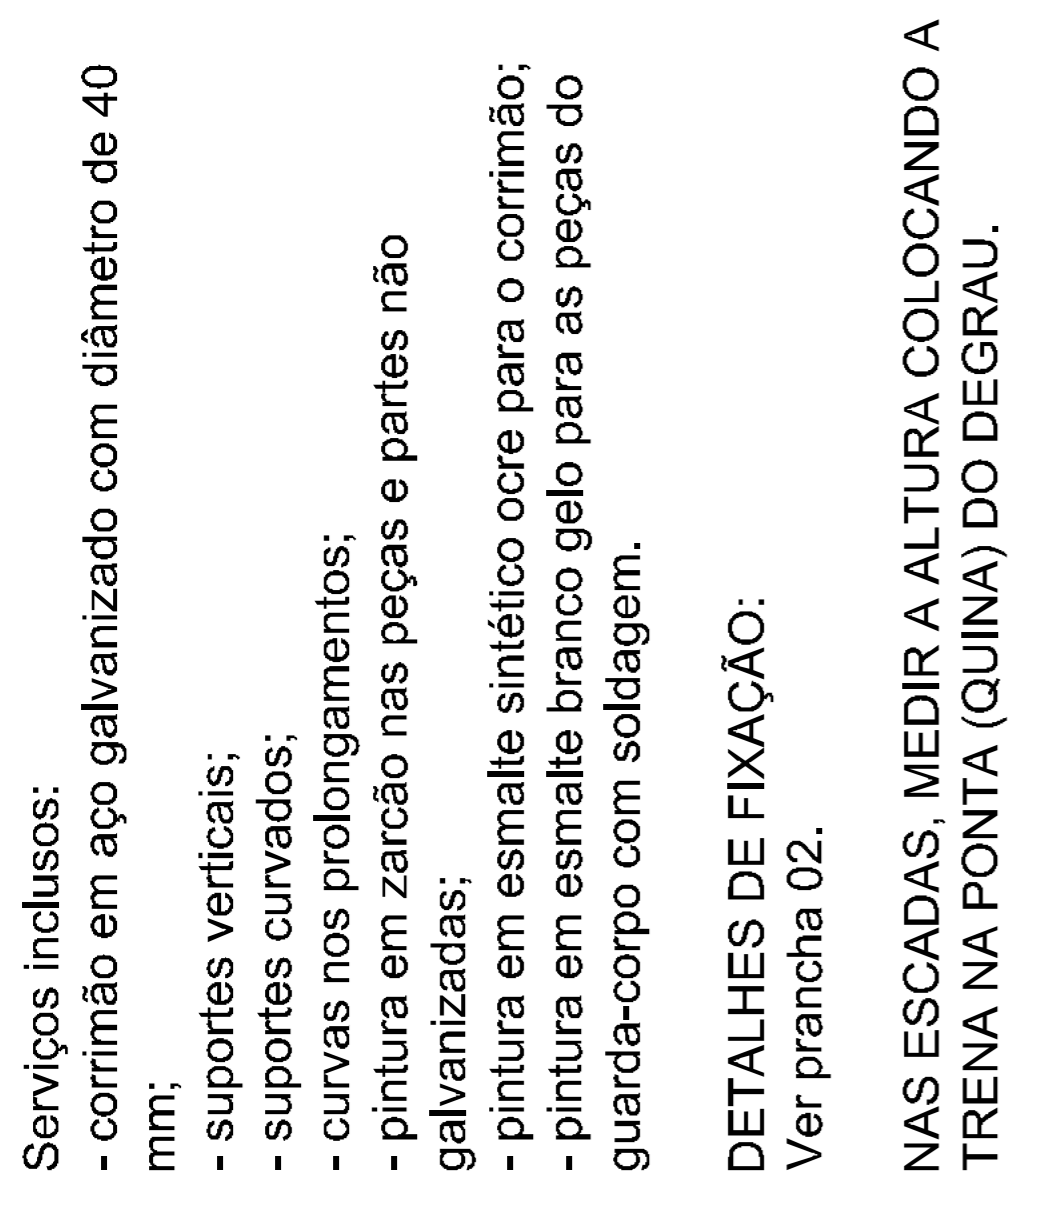 Serviços inclusos:
- corrimão em aço galvanizado com diâmetro de 40
mm;
- suportes verticais;
- suportes curvados;
- curvas nos prolongamentos;
- pintura em zarcão nas peças e partes não
galvanizadas;
- pintura em esmalte sintético ocre para o corrimão;
- pintura em esmalte branco gelo para as peças do
guarda-corpo com soldagem.
DETALHES DE FIXAÇÃO:
Ver prancha 02.
NAS ESCADAS, MEDIR A ALTURA COLOCANDO A
TRENA NA PONTA (QUINA) DO DEGRAU.